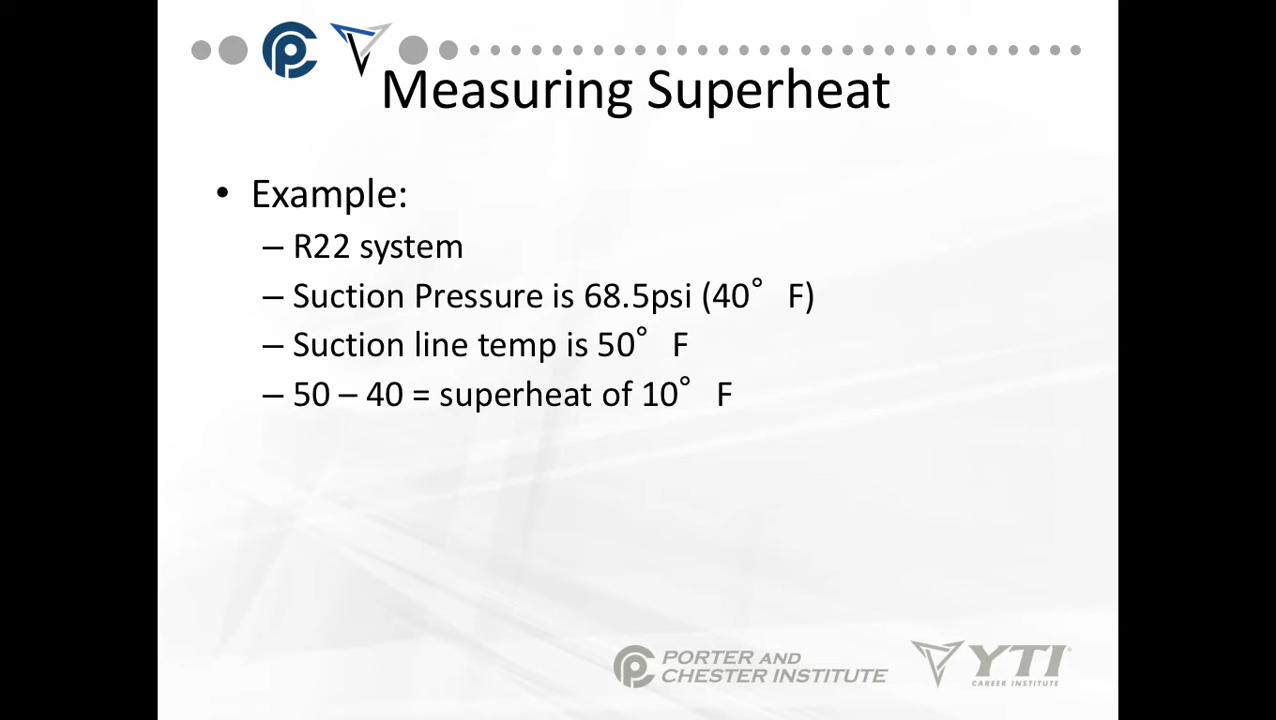 Measuring Superheat
• Example:
– R22 system
– Suction Pressure is 68.5psi (40° F)
– Suction line temp is 50° F
– 50 – 40 = superheat of 10° F
PORTER AND
CHESTER INSTITUTE
YTI
CAREER INSTITUTE